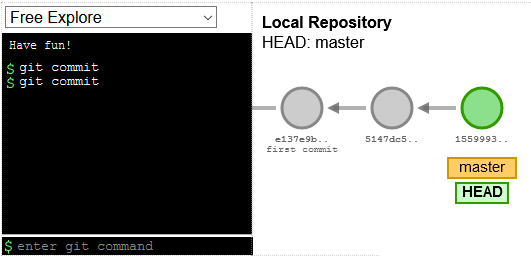 Free Explore
Have fun!
$ git commit
$ git commit
$ enter git command
Local Repository
HEAD: master
e137e9b..
first commit
5147dc5..
1559993..
master
HEAD